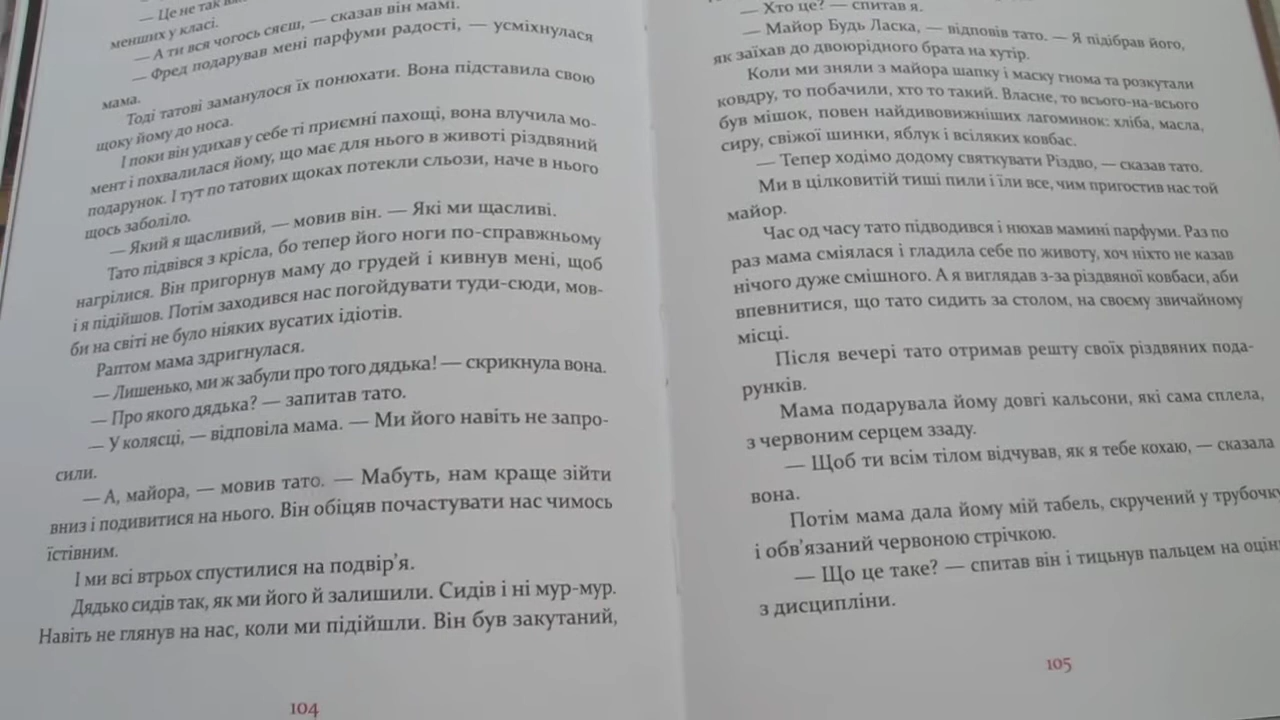 — Це не так
менших у класі.
— А ти вся чогось сяєш, — сказав він мамі.
— Фред подарував мені парфуми радості, — усміхнулася
мама.
Тоді татові заманулося їх понюхати. Вона підставила свою
щоку йому до носа.
І поки він удихав у себе ті приємні пахощі, вона влучила мо-
мент і похвалилася йому, що має для нього в животі різдвяний
подарунок. І тут по татових щоках потекли сльози, наче в нього
щось заболіло.
— Який я щасливий, — мовив він. — Які ми щасливі.
Тато підвівся з крісла, бо тепер його ноги по-справжньому
нагрілися. Він пригорнув маму до грудей і кивнув мені, щоб
і я підійшов. Потім заходився нас погойдувати туди-сюди, мов-
би на світі не було ніяких вусатих ідіотів.
Раптом мама здригнулася.
— Лишенько, ми ж забули про того дядька! — скрикнула вона.
— Про якого дядька? — запитав тато.
— У колясці, — відповіла мама. — Ми його навіть не запро-
сили.
— А, майора, — мовив тато. — Мабуть, нам краще зійти
вниз і подивитися на нього. Він обіцяв почастувати нас чимось
їстівним.
І ми всі втрьох спустилися на подвір’я.
Дядько сидів так, як ми його й залишили. Сидів і ні мур-мур.
Навіть не глянув на нас, коли ми підійшли. Він був закутаний,
104
— Хто це? — спитав я.
— Майор Будь Ласка, — відповів тато. — Я підібрав його,
як заїхав до двоюрідного брата на хутір.
Коли ми зняли з майора шапку і маску гнома та розкутали
ковдру, то побачили, хто то такий. Власне, то всього-на-всього
був мішок, повен найдивовижніших лагоминок: хліба, масла,
сиру, свіжої шинки, яблук і всіляких ковбас.
— Тепер ходімо додому святкувати Різдво, — сказав тато.
Ми в цілковитій тиші пили і їли все, чим пригостив нас той
майор.
Час од часу тато підводився і нюхав мамині парфуми. Раз по
раз мама сміялася і гладила себе по животу, хоч ніхто не казав
нічого дуже смішного. А я виглядав з-за різдвяної ковбаси, аби
впевнитися, що тато сидить за столом, на своєму звичайному
місці.
Після вечері тато отримав решту своїх різдвяних пода-
рунків.
Мама подарувала йому довгі кальсони, які сама сплела,
з червоним серцем ззаду.
— Щоб ти всім тілом відчував, як я тебе кохаю, — сказала
вона.
Потім мама дала йому мій табель, скручений у трубочку
і обв’язаний червоною стрічкою.
— Що це таке? — спитав він і тицьнув пальцем на
з дисципліни.
105